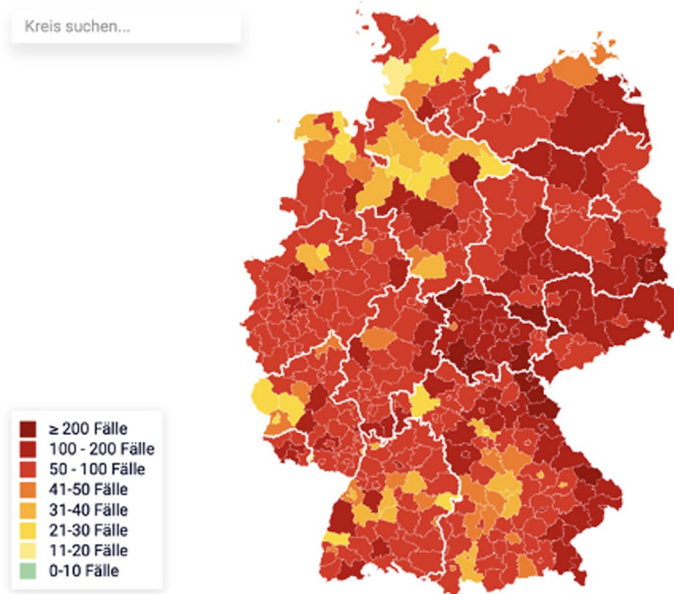 Kreis suchen...
≥ 200 Fälle
100 - 200 Fälle
50 - 100 Fälle
41-50 Fälle
31-40 Fälle
21-30 Fälle
11-20 Fälle
0-10 Fälle